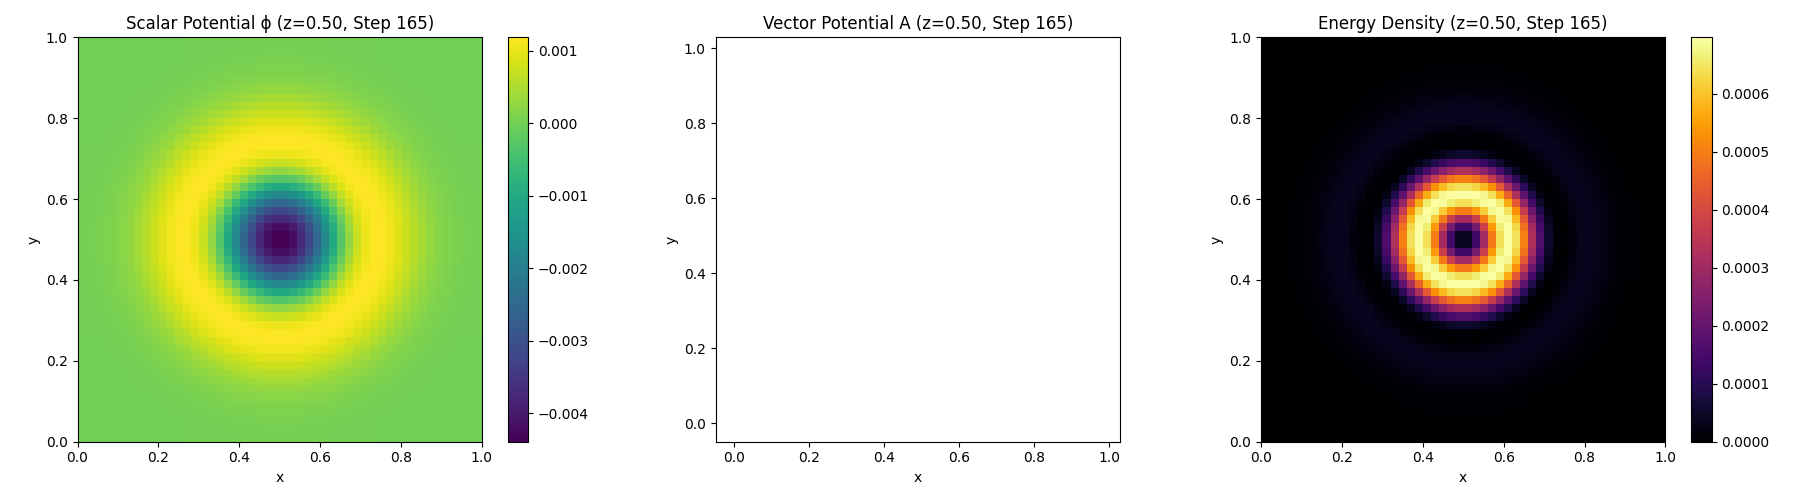 Scalar Potential ϕ (z=0.50, Step 165)
1.0
0.8
0.6
0.4
0.2
0.0
y
0.0 0.2 0.4 0.6 0.8 1.0
x
0.001
0.000
−0.001
−0.002
−0.003
−0.004
Vector Potential A (z=0.50, Step 165)
1.0
0.8
0.6
0.4
0.2
0.0
y
0.0 0.2 0.4 0.6 0.8 1.0
x
Energy Density (z=0.50, Step 165)
1.0
0.8
0.6
0.4
0.2
0.0
y
0.0 0.2 0.4 0.6 0.8 1.0
x
0.0006
0.0005
0.0004
0.0003
0.0002
0.0001
0.0000